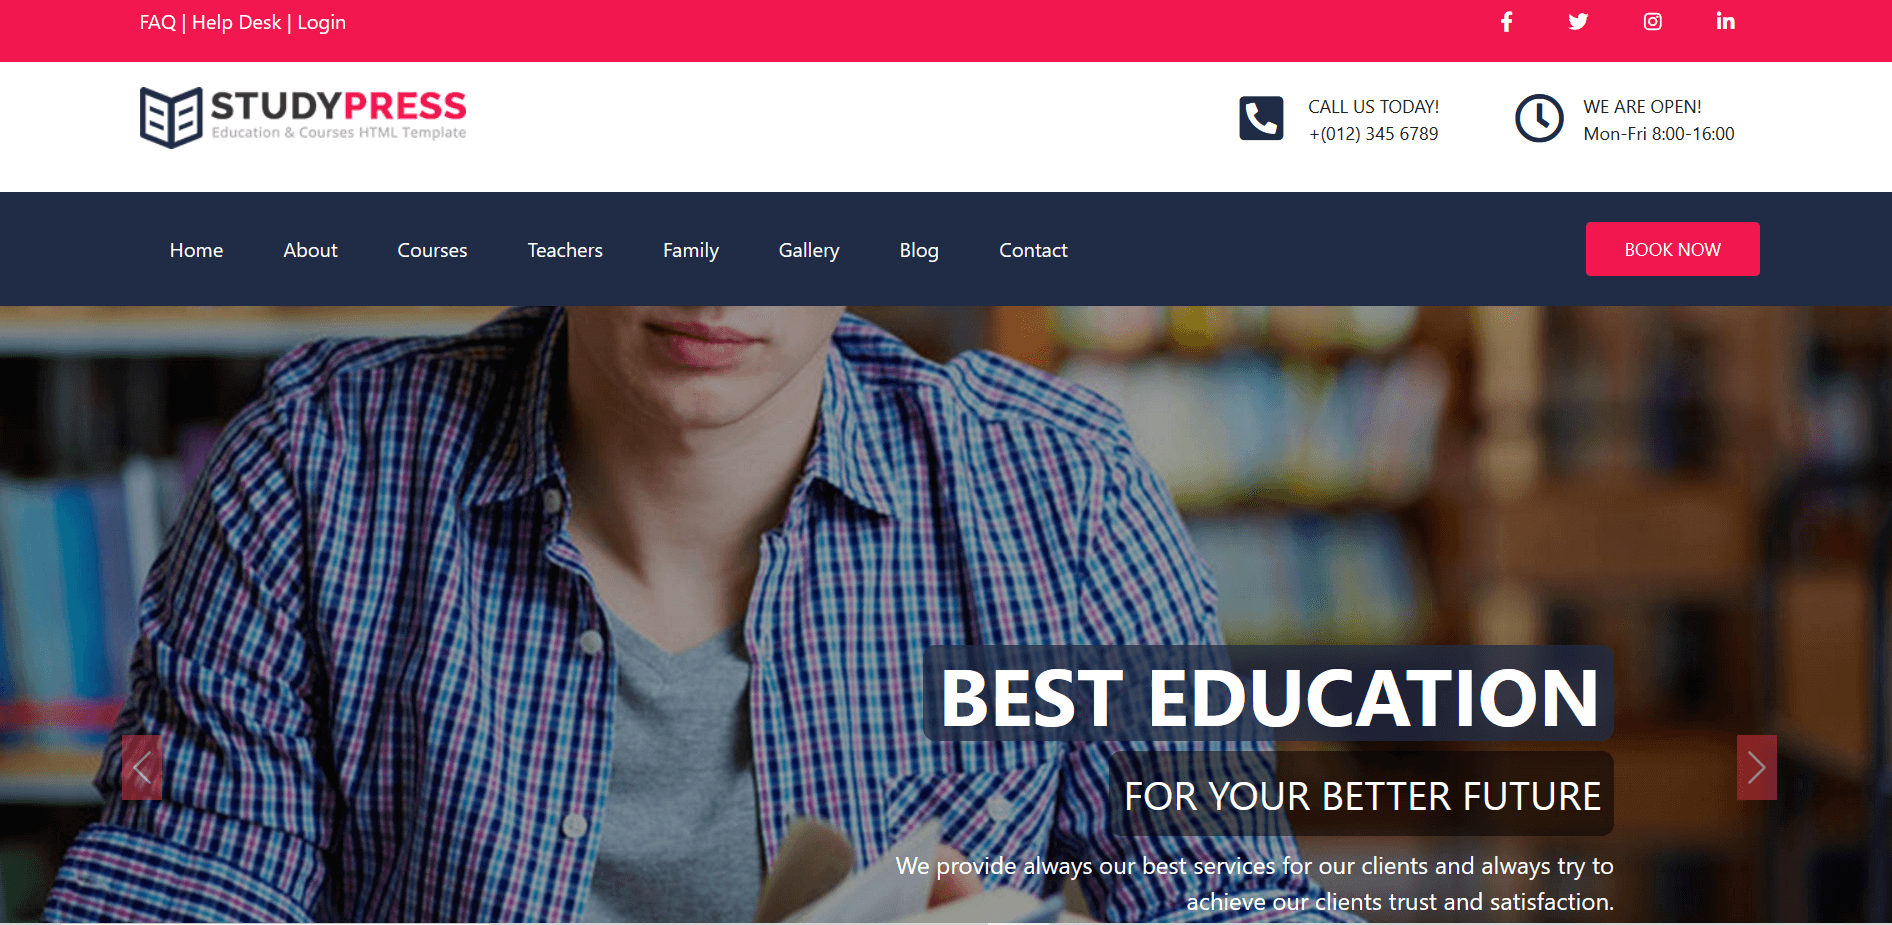 FAQ | Help Desk | Login
STUDYPRESS
Education & Courses HTML Template
CALL US TODAY!
+(012) 345 6789
WE ARE OPEN!
Mon-Fri 8:00-16:00
Home About Courses Teachers Family Gallery Blog Contact
BOOK NOW
BEST EDUCATION
FOR YOUR BETTER FUTURE
We provide always our best services for our clients and always try to
achieve our clients trust and satisfaction.